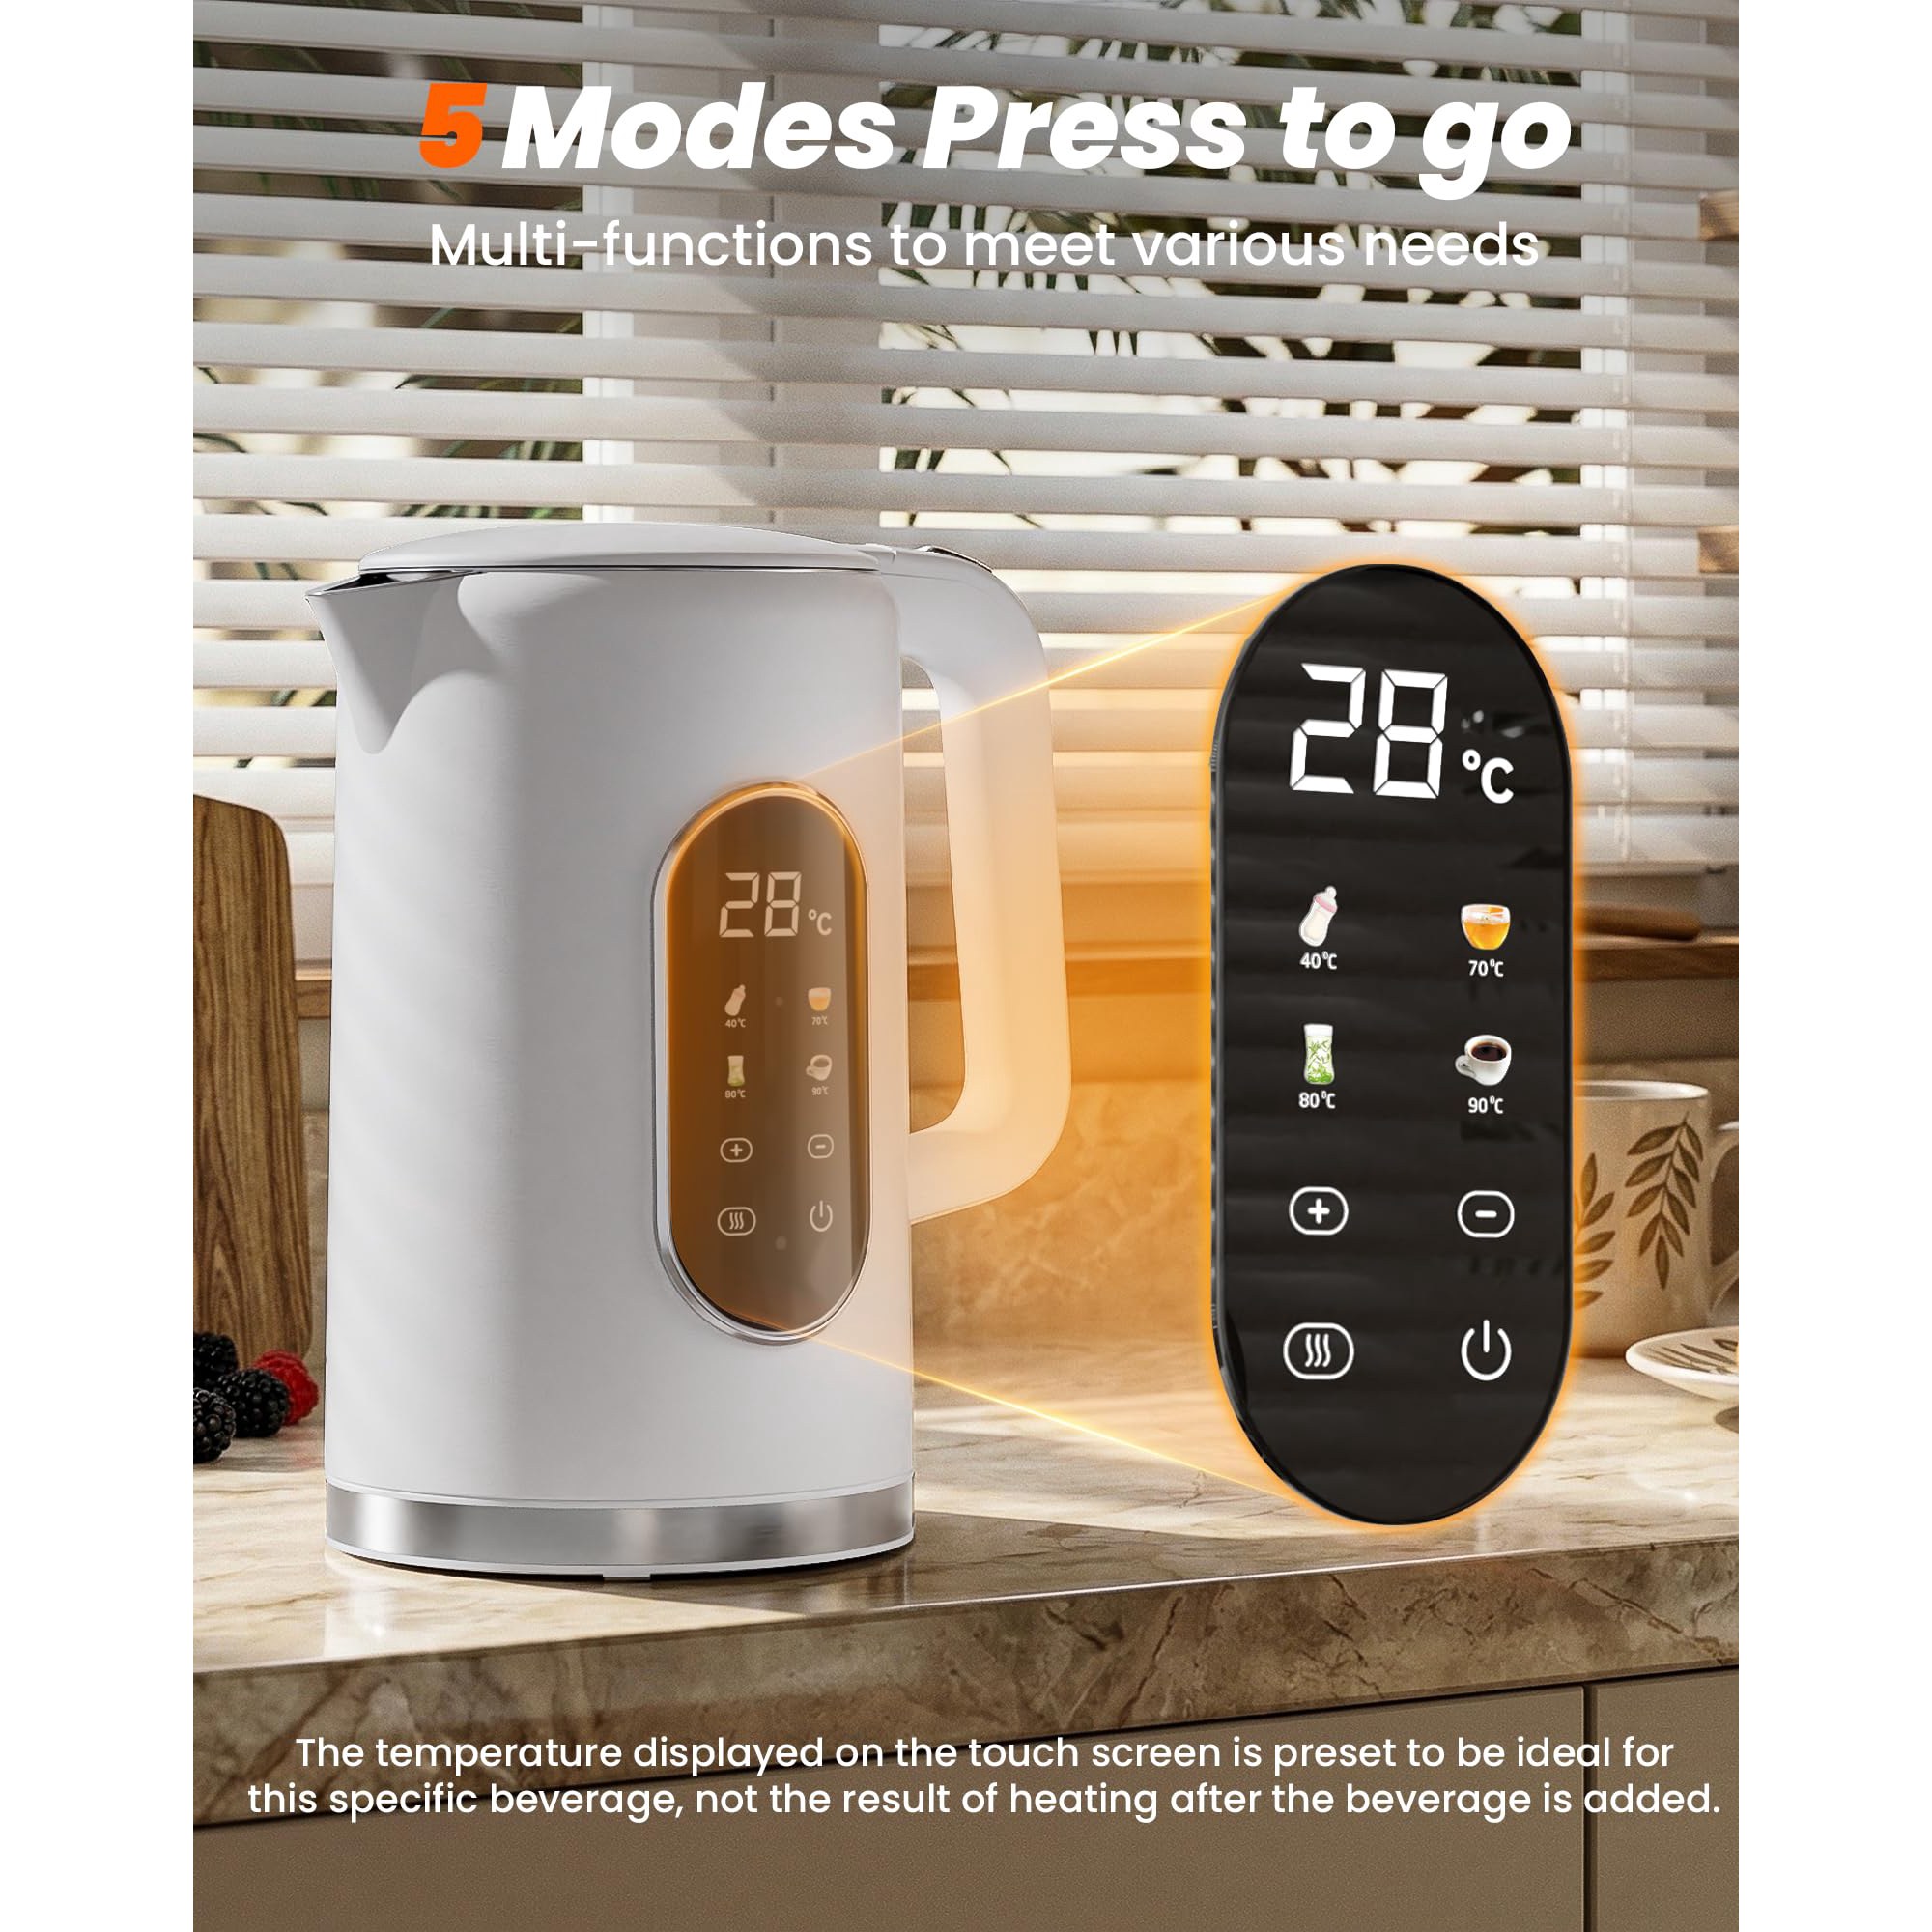 5 Modes Press to go
Multi-functions to meet various needs
28 °C
28 °C
40°C 70°C
80°C 90°C
40°C 70°C
80°C 90°C
The temperature displayed on the touch screen is preset to be ideal for
this specific beverage, not the result of heating after the beverage is added.